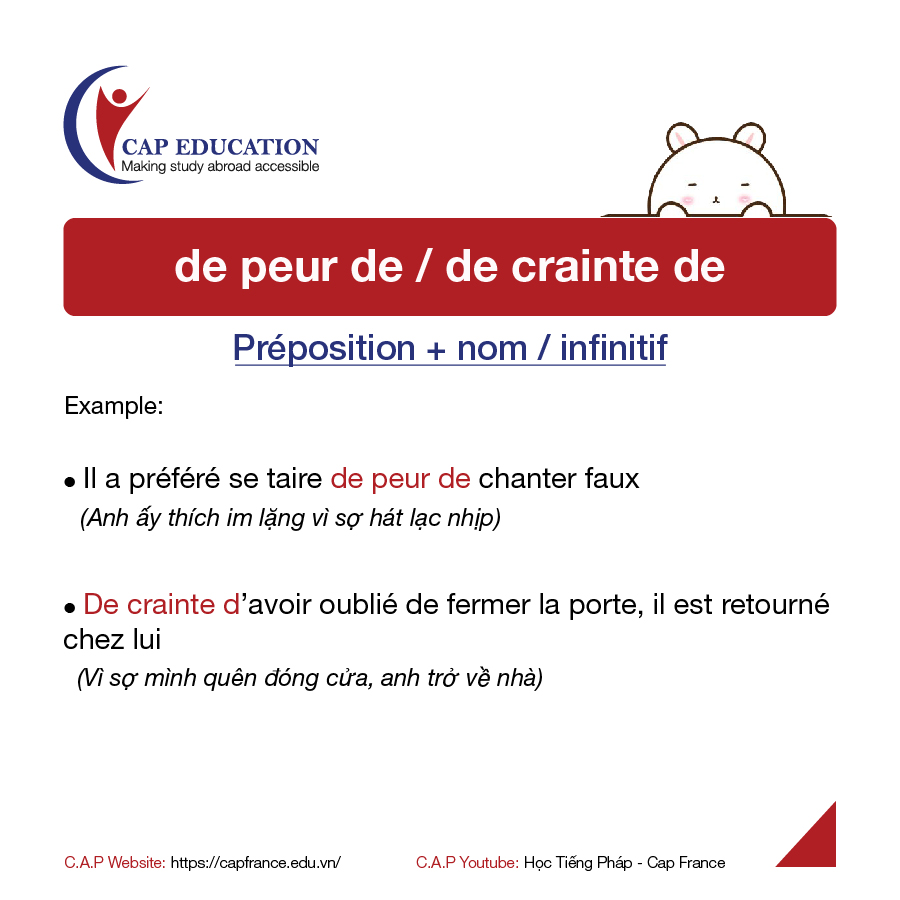 CAP EDUCATION
Making study abroad accessible
de peur de / de crainte de
Préposition + nom / infinitif
Example:
• Il a préféré se taire de peur de chanter faux
(Anh ấy thích im lặng vì sợ hát lạc nhịp)
• De crainte d’avoir oublié de fermer la porte, il est retourné
chez lui
(Vì sợ mình quên đóng cửa, anh trở về nhà)
C.A.P Website: https://capfrance.edu.vn/
C.A.P Youtube: Học Tiếng Pháp - Cap France